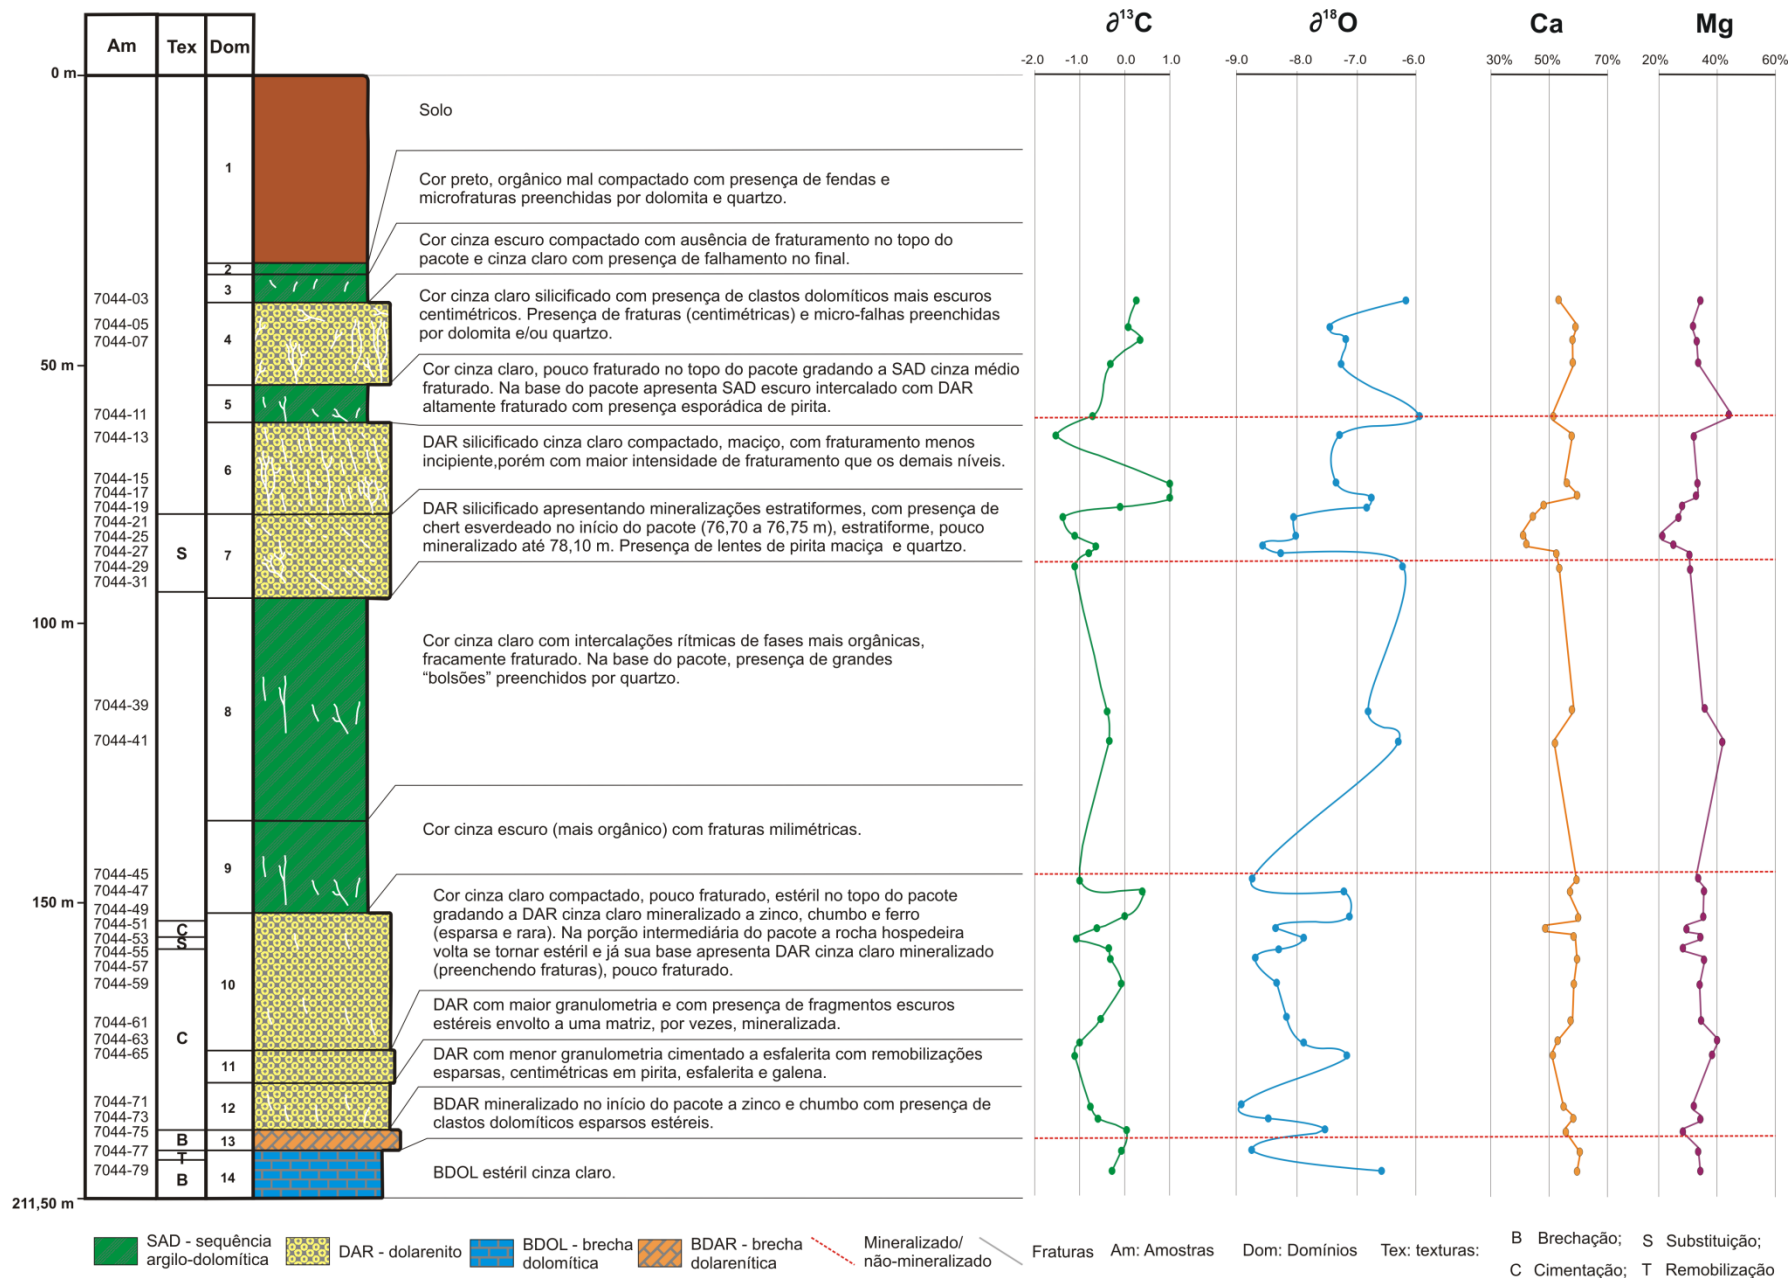 Am Tex Dom
∂¹³C ∂¹⁸O Ca Mg
-2.0 -1.0 0.0 1.0 -9.0 -8.0 -7.0 -6.0 30% 50% 70% 20% 40% 60%
0 m
50 m
100 m
150 m
211,50 m
7044-03
7044-05
7044-07
7044-11
7044-13
7044-15
7044-17
7044-19
7044-21
7044-25
7044-27
7044-29
7044-31
7044-39
7044-41
7044-45
7044-47
7044-49
7044-51
7044-53
7044-55
7044-57
7044-59
7044-61
7044-63
7044-65
7044-71
7044-73
7044-75
7044-77
7044-79
S
C
S
C
B
T
B
1
2
3
4
5
6
7
8
9
10
11
12
13
14
Solo
Cor preto, orgânico mal compactado com presença de fendas e
microfraturas preenchidas por dolomita e quartzo.
Cor cinza escuro compactado com ausência de fraturamento no topo do
pacote e cinza claro com presença de falhamento no final.
Cor cinza claro silicificado com presença de clastos dolomíticos mais escuros
centimétricos. Presença de fraturas (centimétricas) e micro-falhas preenchidas
por dolomita e/ou quartzo.
Cor cinza claro, pouco fraturado no topo do pacote gradando a SAD cinza médio
fraturado. Na base do pacote apresenta SAD escuro intercalado com DAR
altamente fraturado com presença esporádica de pirita.
DAR silicificado cinza claro compactado, maciço, com fraturamento menos
incipiente,porém com maior intensidade de fraturamento que os demais níveis.
DAR silicificado apresentando mineralizações estratiformes, com presença de
chert esverdeado no início do pacote (76,70 a 76,75 m), estratiforme, pouco
mineralizado até 78,10 m. Presença de lentes de pirita maciça e quartzo.
Cor cinza claro com intercalações rítmicas de fases mais orgânicas,
fracamente fraturado. Na base do pacote, presença de grandes
“bolsões” preenchidos por quartzo.
Cor cinza escuro (mais orgânico) com fraturas milimétricas.
Cor cinza claro compactado, pouco fraturado, estéril no topo do pacote
gradando a DAR cinza claro mineralizado a zinco, chumbo e ferro
(esparsa e rara). Na porção intermediária do pacote a rocha hospedeira
volta se tornar estéril e já sua base apresenta DAR cinza claro mineralizado
(preenchendo fraturas), pouco fraturado.
DAR com maior granulometria e com presença de fragmentos escuros
estéreis envolto a uma matriz, por vezes, mineralizada.
DAR com menor granulometria cimentado a esfalerita com remobilizações
esparsas, centimétricas em pirita, esfalerita e galena.
BDAR mineralizado no início do pacote a zinco e chumbo com presença de
clastos dolomíticos esparsos estéreis.
BDOL estéril cinza claro.
SAD - sequência
argilo-dolomítica
DAR - dolarenito
BDOL - brecha
dolomítica
BDAR - brecha
dolarenítica
Mineralizado/
não-mineralizado
Fraturas
Am: Amostras
Dom: Domínios
Tex: texturas:
B Brechação; S Substituição;
C Cimentação; T Remobilização